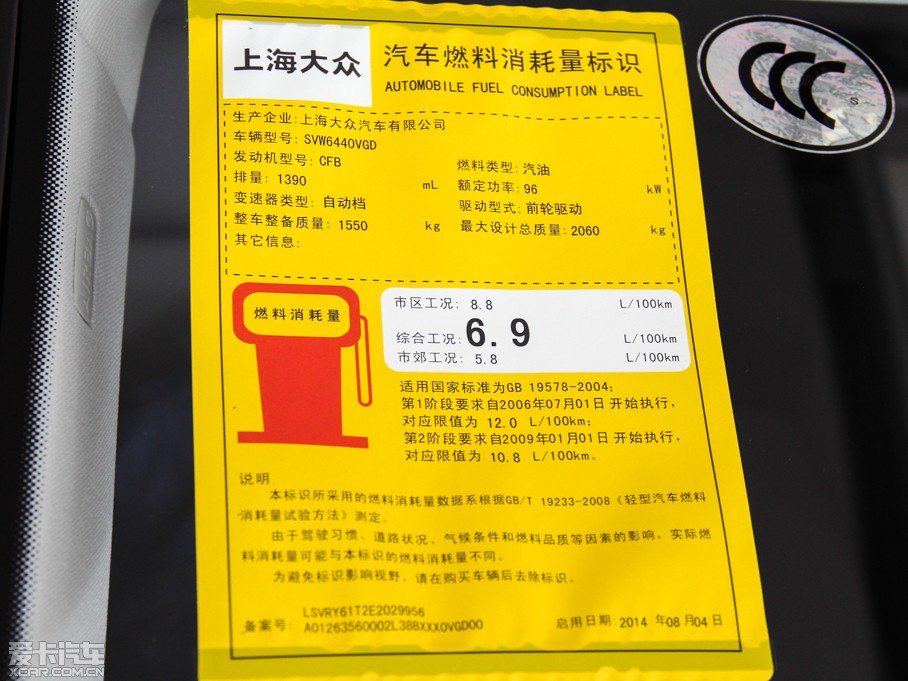 上海大众
汽车燃料消耗量标识
AUTOMOBILE FUEL CONSUMPTION LABEL
生产企业:上海大众汽车有限公司
车辆型号: SVW6440VGD
发动机型号: CFB
燃料类型: 汽油
排量: 1390 mL
额定功率: 96 kW
变速器类型: 自动档
驱动型式: 前轮驱动
整车整备质量: 1550 kg
最大设计总质量: 2060 kg
其它信息:
燃料消耗量
市区工况: 8.8 L/100km
综合工况: 6.9 L/100km
市郊工况: 5.8 L/100km
适用国家标准为GB 19578-2004;
第1阶段要求自2006年07月01日 开始执行,
对应限值为 12.0 L/100km;
第2阶段要求自2009年01月01日 开始执行,
对应限值为 10.8 L/100km。
说明
本标识所采用的燃料消耗量数据系根据GB/T 19233-2008《轻型汽车燃料
消耗量试验方法》测定。
由于驾驶习惯、道路状况、气候条件和燃料品质等因素的影响, 实际燃
料消耗量可能与本标识的燃料消耗量不同。
为避免标识影响视野, 请在购买车辆后去除标识。
LSVRY61T2E2029956
备案号: A01263560002L38BXXX0VGD00
启用日期: 2014 年08 月04 日
CCC
S
爱卡汽车
XCAR.COM.CN